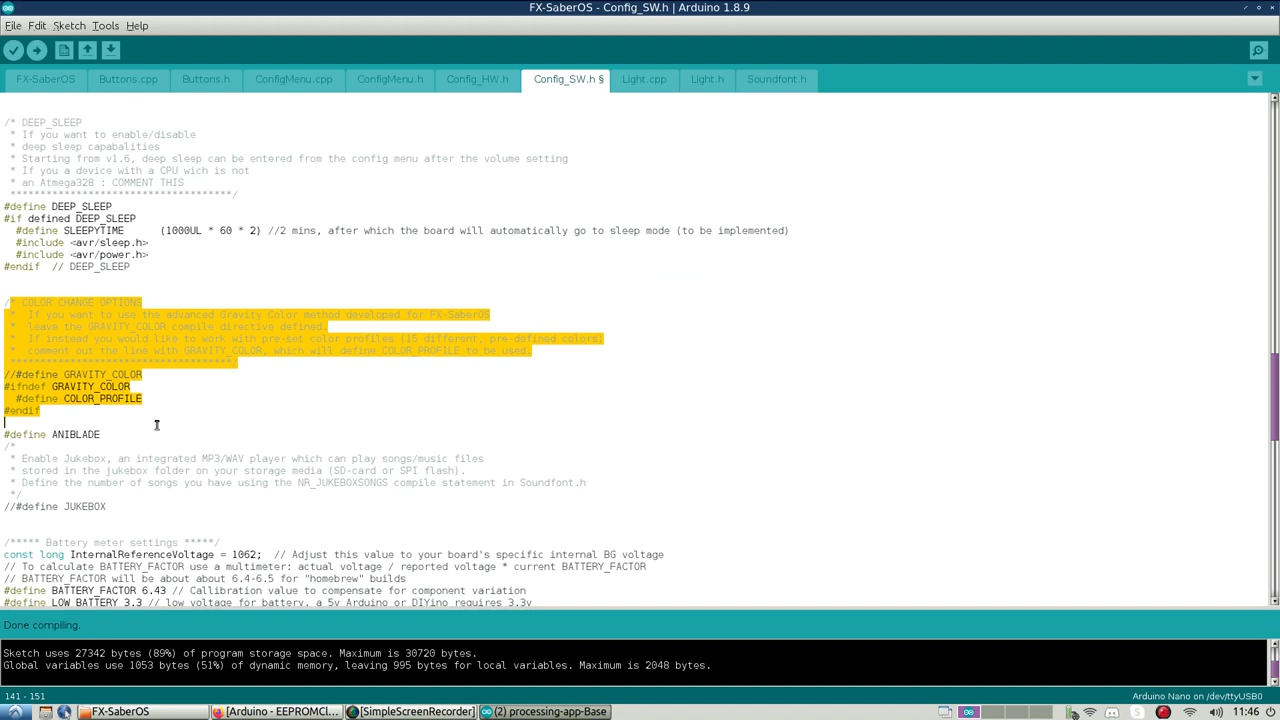 FX-SaberOS - Config_SW.h | Arduino 1.8.9
File Edit Sketch Tools Help
FX-SaberOS Buttons.cpp Buttons.h ConfigMenu.cpp ConfigMenu.h Config_HW.h Config_SW.h § Light.cpp Light.h Soundfont.h
/* DEEP_SLEEP
* If you want to enable/disable
* deep sleep capabalities
* Starting from v1.6, deep sleep can be entered from the config menu after the volume setting
* If you a device with a CPU wich is not
* an Atmega328 : COMMENT THIS
*************************************/
#define DEEP_SLEEP
#if defined DEEP_SLEEP
#define SLEEPYTIME (1000UL * 60 * 2) //2 mins, after which the board will automatically go to sleep mode (to be implemented)
#include <avr/sleep.h>
#include <avr/power.h>
#endif // DEEP_SLEEP
/* COLOR CHANGE OPTIONS
* If you want to use the advanced Gravity Color method developed for FX-SaberOS
* leave the GRAVITY_COLOR compile directive defined.
* If instead you would like to work with pre-set color profiles (15 different, pre-defined colors)
* comment out the line with GRAVITY_COLOR, which will define COLOR_PROFILE to be used.
*************************************/
//#define GRAVITY_COLOR
#ifndef GRAVITY_COLOR
#define COLOR_PROFILE
#endif
#define ANIBLADE
/*
* Enable Jukebox, an integrated MP3/WAV player which can play songs/music files
* stored in the jukebox folder on your storage media (SD-card or SPI flash).
* Define the number of songs you have using the NR_JUKEBOXSONGS compile statement in Soundfont.h
*/
//#define JUKEBOX
/***** Battery meter settings *****/
const long InternalReferenceVoltage = 1062; // Adjust this value to your board's specific internal BG voltage
// To calculate BATTERY_FACTOR use a multimeter: actual voltage / reported voltage * current BATTERY_FACTOR
// BATTERY_FACTOR will be about about 6.4-6.5 for "homebrew" builds
#define BATTERY_FACTOR 6.43 // Callibration value to compensate for component variation
#define LOW_BATTERY 3.3 // low voltage for battery, a 5v Arduino or DIYino requires 3.3v
Done compiling.
Sketch uses 27342 bytes (89%) of program storage space. Maximum is 30720 bytes.
Global variables use 1053 bytes (51%) of dynamic memory, leaving 995 bytes for local variables. Maximum is 2048 bytes.
141 - 151 Arduino Nano on /dev/ttyUSB0
FX-SaberOS [Arduino - EEPROMCl... [SimpleScreenRecorder] (2) processing-app-Base 11:46